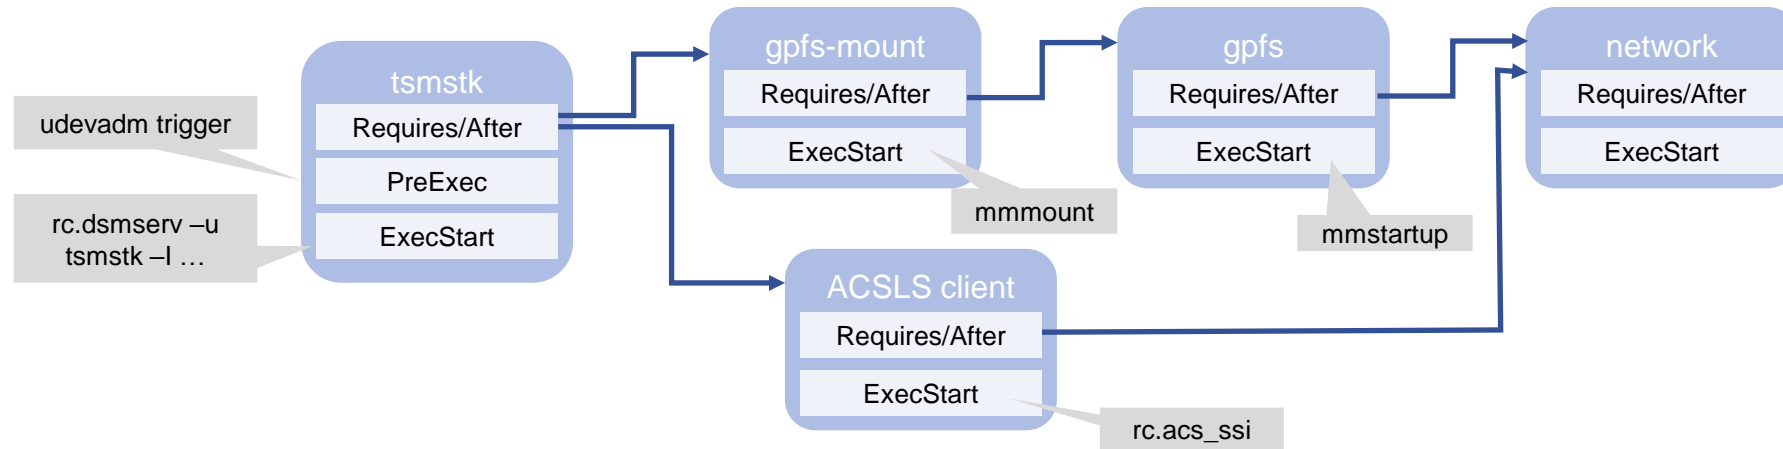 udevadm trigger
rc.dsmserv –u
tsmstk –I …
tsmstk
Requires/After
PreExec
ExecStart
gpfs-mount
Requires/After
ExecStart
mmmount
gpfs
Requires/After
ExecStart
mmstartup
network
Requires/After
ExecStart
ACSLS client
Requires/After
ExecStart
rc.acs_ssi